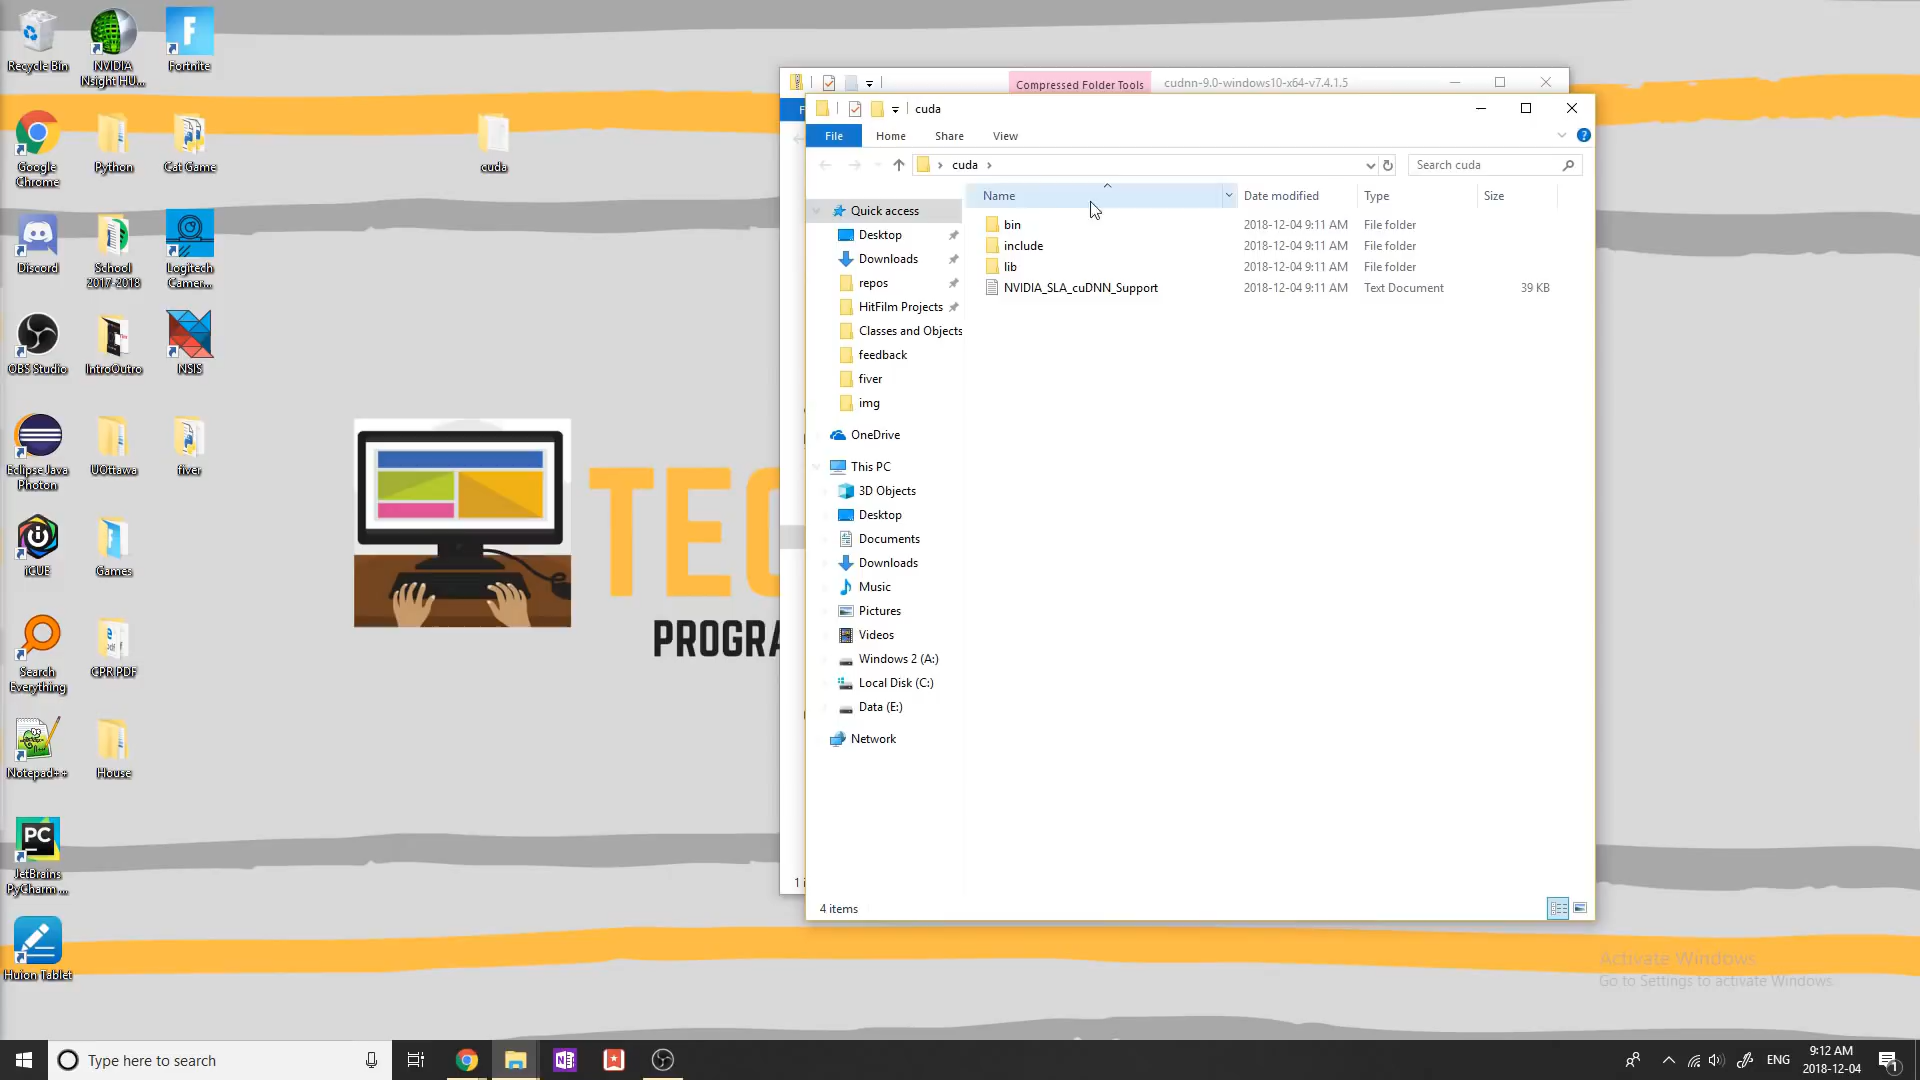 Recycle Bin
NVIDIA
Nsight HU...
Fortnite
Google
Chrome
Python
Cat Game
cuda
Discord
School
2017-2018
Logitech
Camer...
OBS Studio
IntroOutro
NSIS
Eclipse Java
Photon
UOttawa
fiver
iCUE
Games
Search
Everything
CPR PDF
Notepad++
House
PC
JetBrains
PyCharm ...
Huion Tablet
TEC
PROGRA
Compressed Folder Tools
cudnn-9.0-windows10-x64-v7.4.1.5
cuda
File
Home
Share
View
cuda
Search cuda
Name
Date modified
Type
Size
bin 2018-12-04 9:11 AM File folder
include 2018-12-04 9:11 AM File folder
lib 2018-12-04 9:11 AM File folder
NVIDIA_SLA_cuDNN_Support 2018-12-04 9:11 AM Text Document 39 KB
Quick access
Desktop
Downloads
repos
HitFilm Projects
Classes and Objects
feedback
fiver
img
OneDrive
This PC
3D Objects
Desktop
Documents
Downloads
Music
Pictures
Videos
Windows 2 (A:)
Local Disk (C:)
Data (E:)
Network
4 items
Activate Windows
Go to Settings to activate Windows.
Type here to search
ENG
9:12 AM
2018-12-04